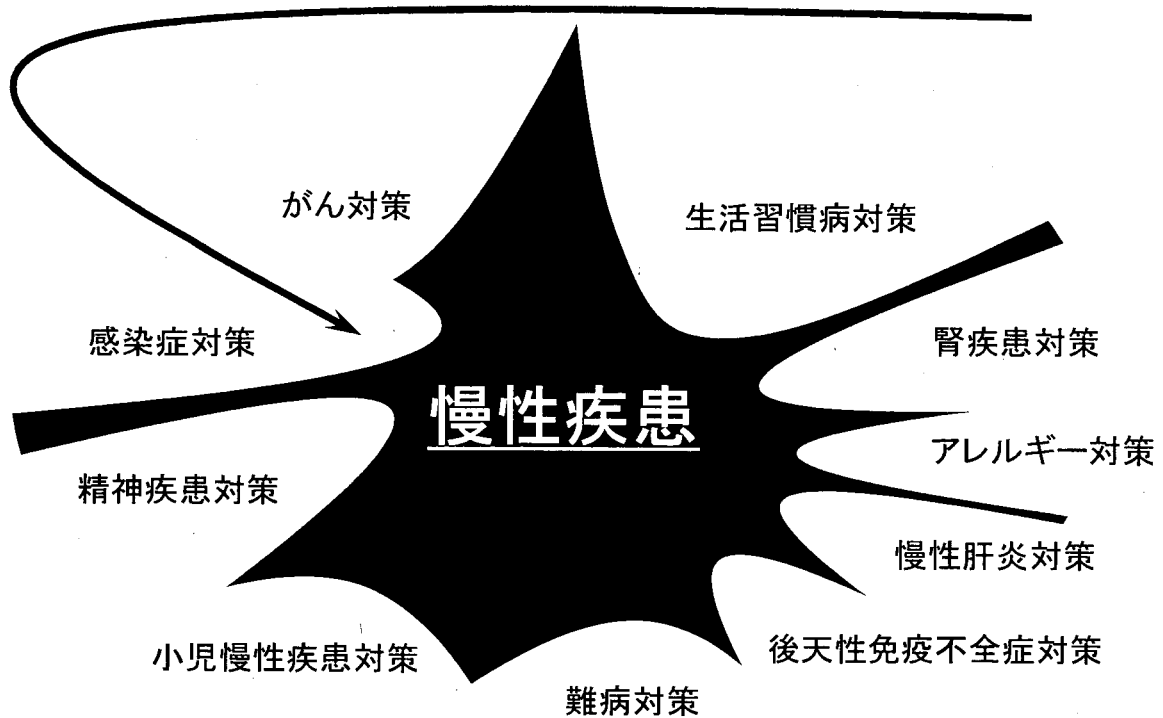 がん対策
生活習慣病対策
感染症対策
腎疾患対策
慢性疾患
アレルギー対策
精神疾患対策
慢性肝炎対策
小児慢性疾患対策
後天性免疫不全症対策
難病対策